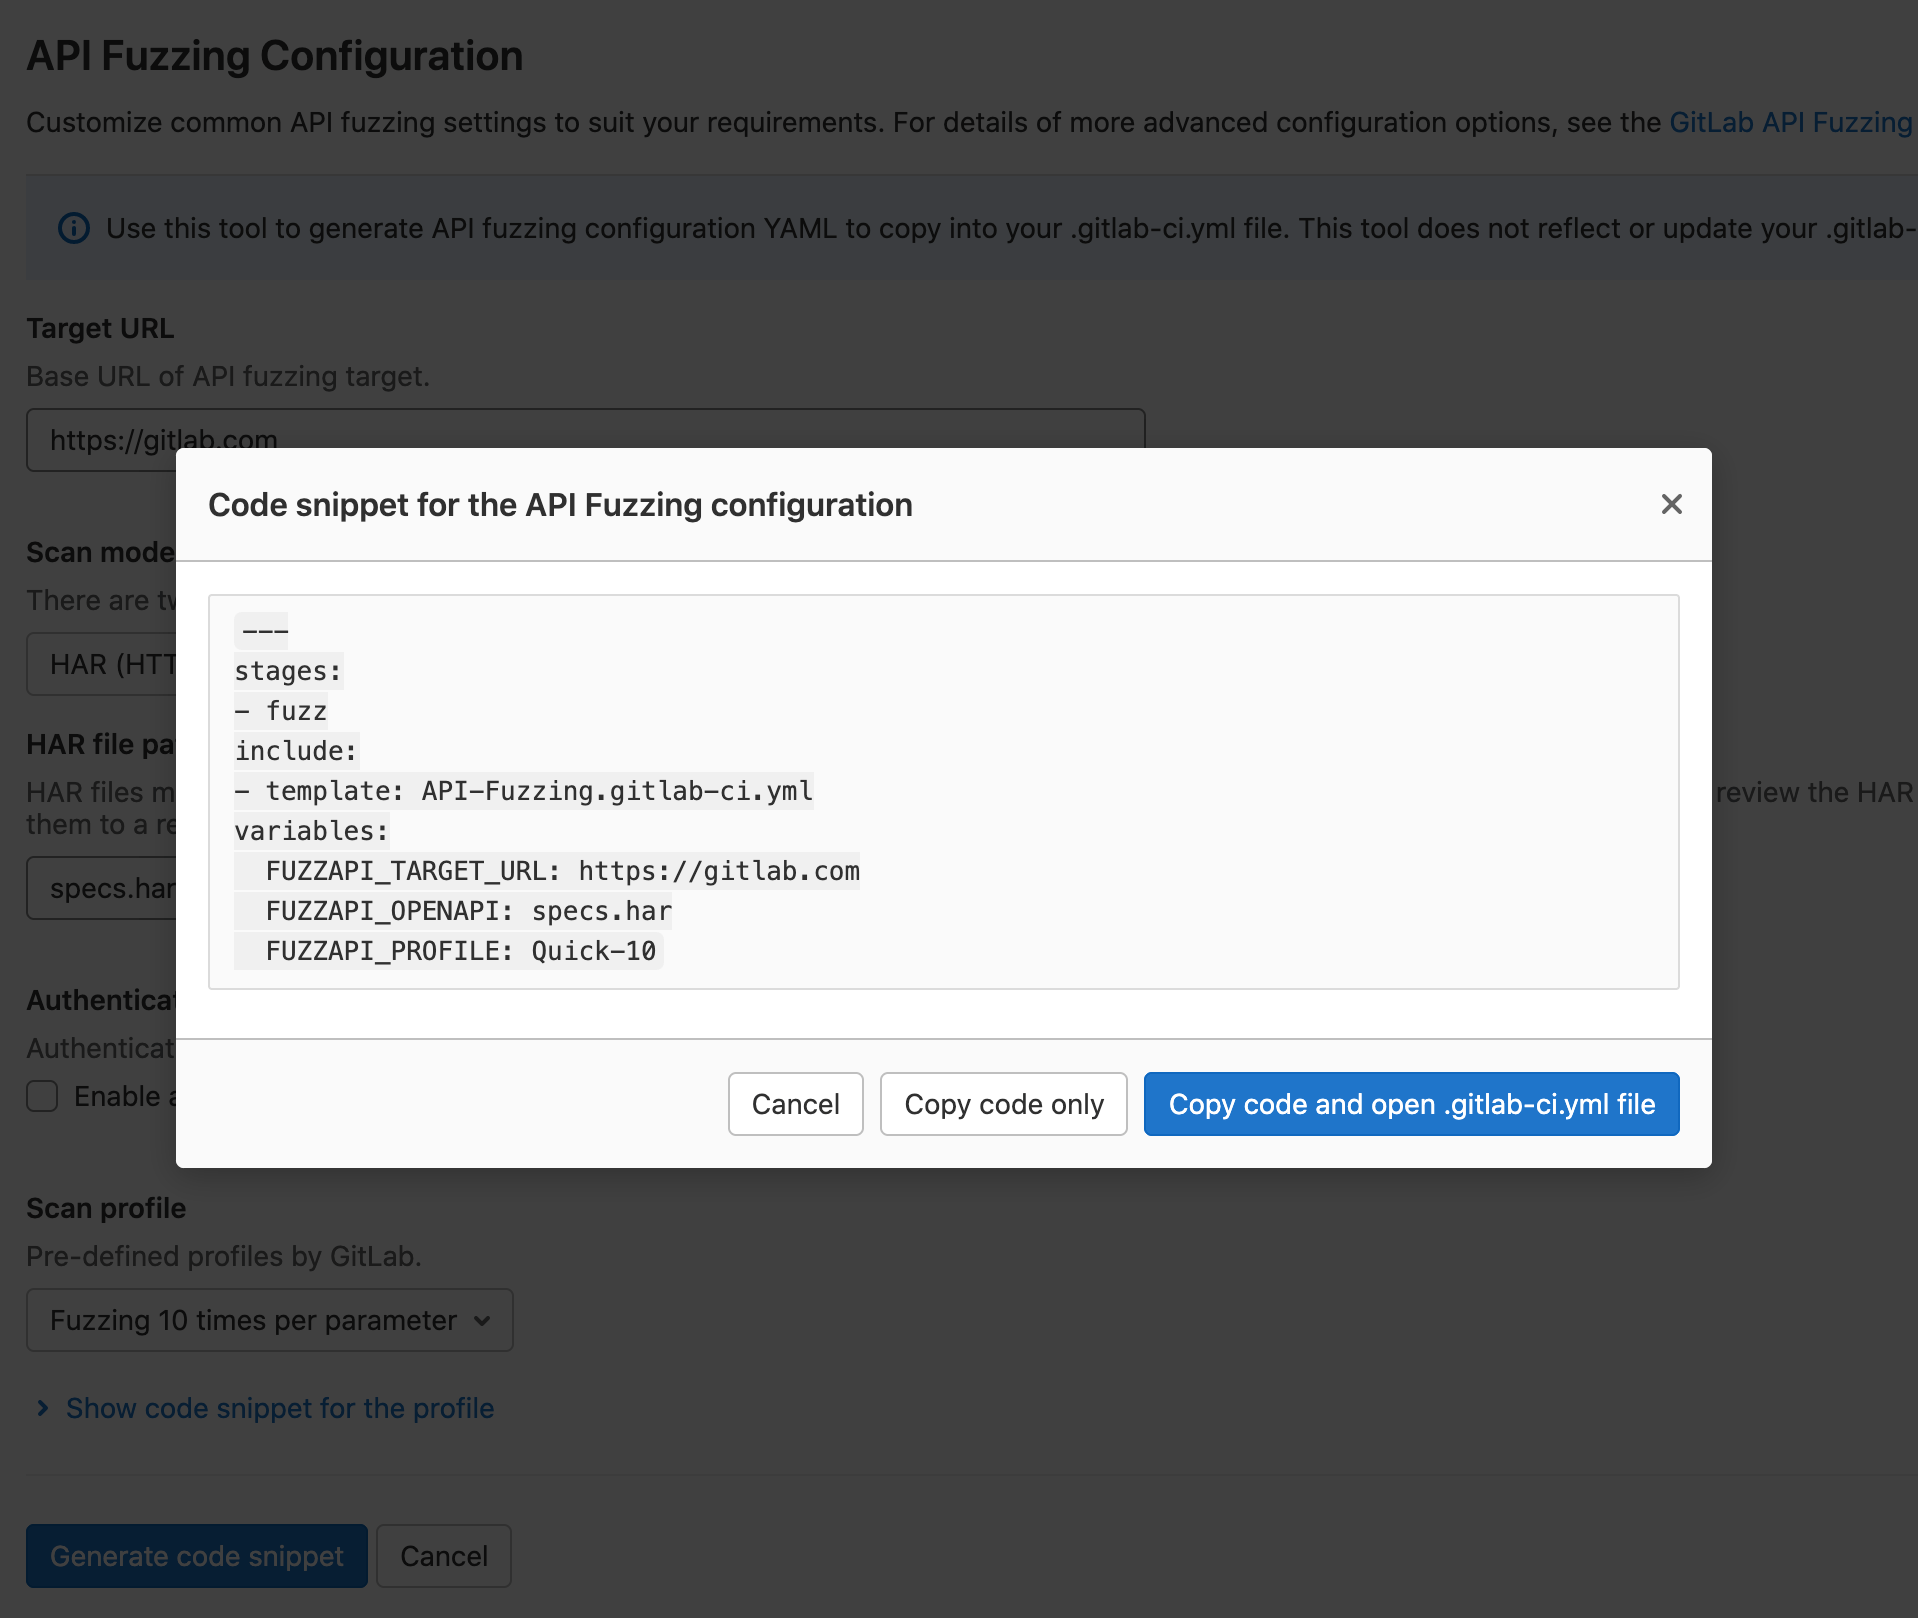 API Fuzzing Configuration
Customize common API fuzzing settings to suit your requirements. For details of more advanced configuration options, see the GitLab API Fuzzing
Use this tool to generate API fuzzing configuration YAML to copy into your .gitlab-ci.yml file. This tool does not reflect or update your .gitlab-
Target URL
Base URL of API fuzzing target.
https://gitlab.com
Code snippet for the API Fuzzing configuration
Scan mode
There are
HAR (HTT
HAR file
HAR files
review the HAR
them to a
specs.har
---
stages:
- fuzz
include:
- template: API-Fuzzing.gitlab-ci.yml
variables:
  FUZZAPI_TARGET_URL: https://gitlab.com
  FUZZAPI_OPENAPI: specs.har
  FUZZAPI_PROFILE: Quick-10
Enable
Cancel
Copy code only
Copy code and open .gitlab-ci.yml file
Scan profile
Pre-defined profiles by GitLab.
Fuzzing 10 times per parameter
Show code snippet for the profile
Generate code snippet
Cancel